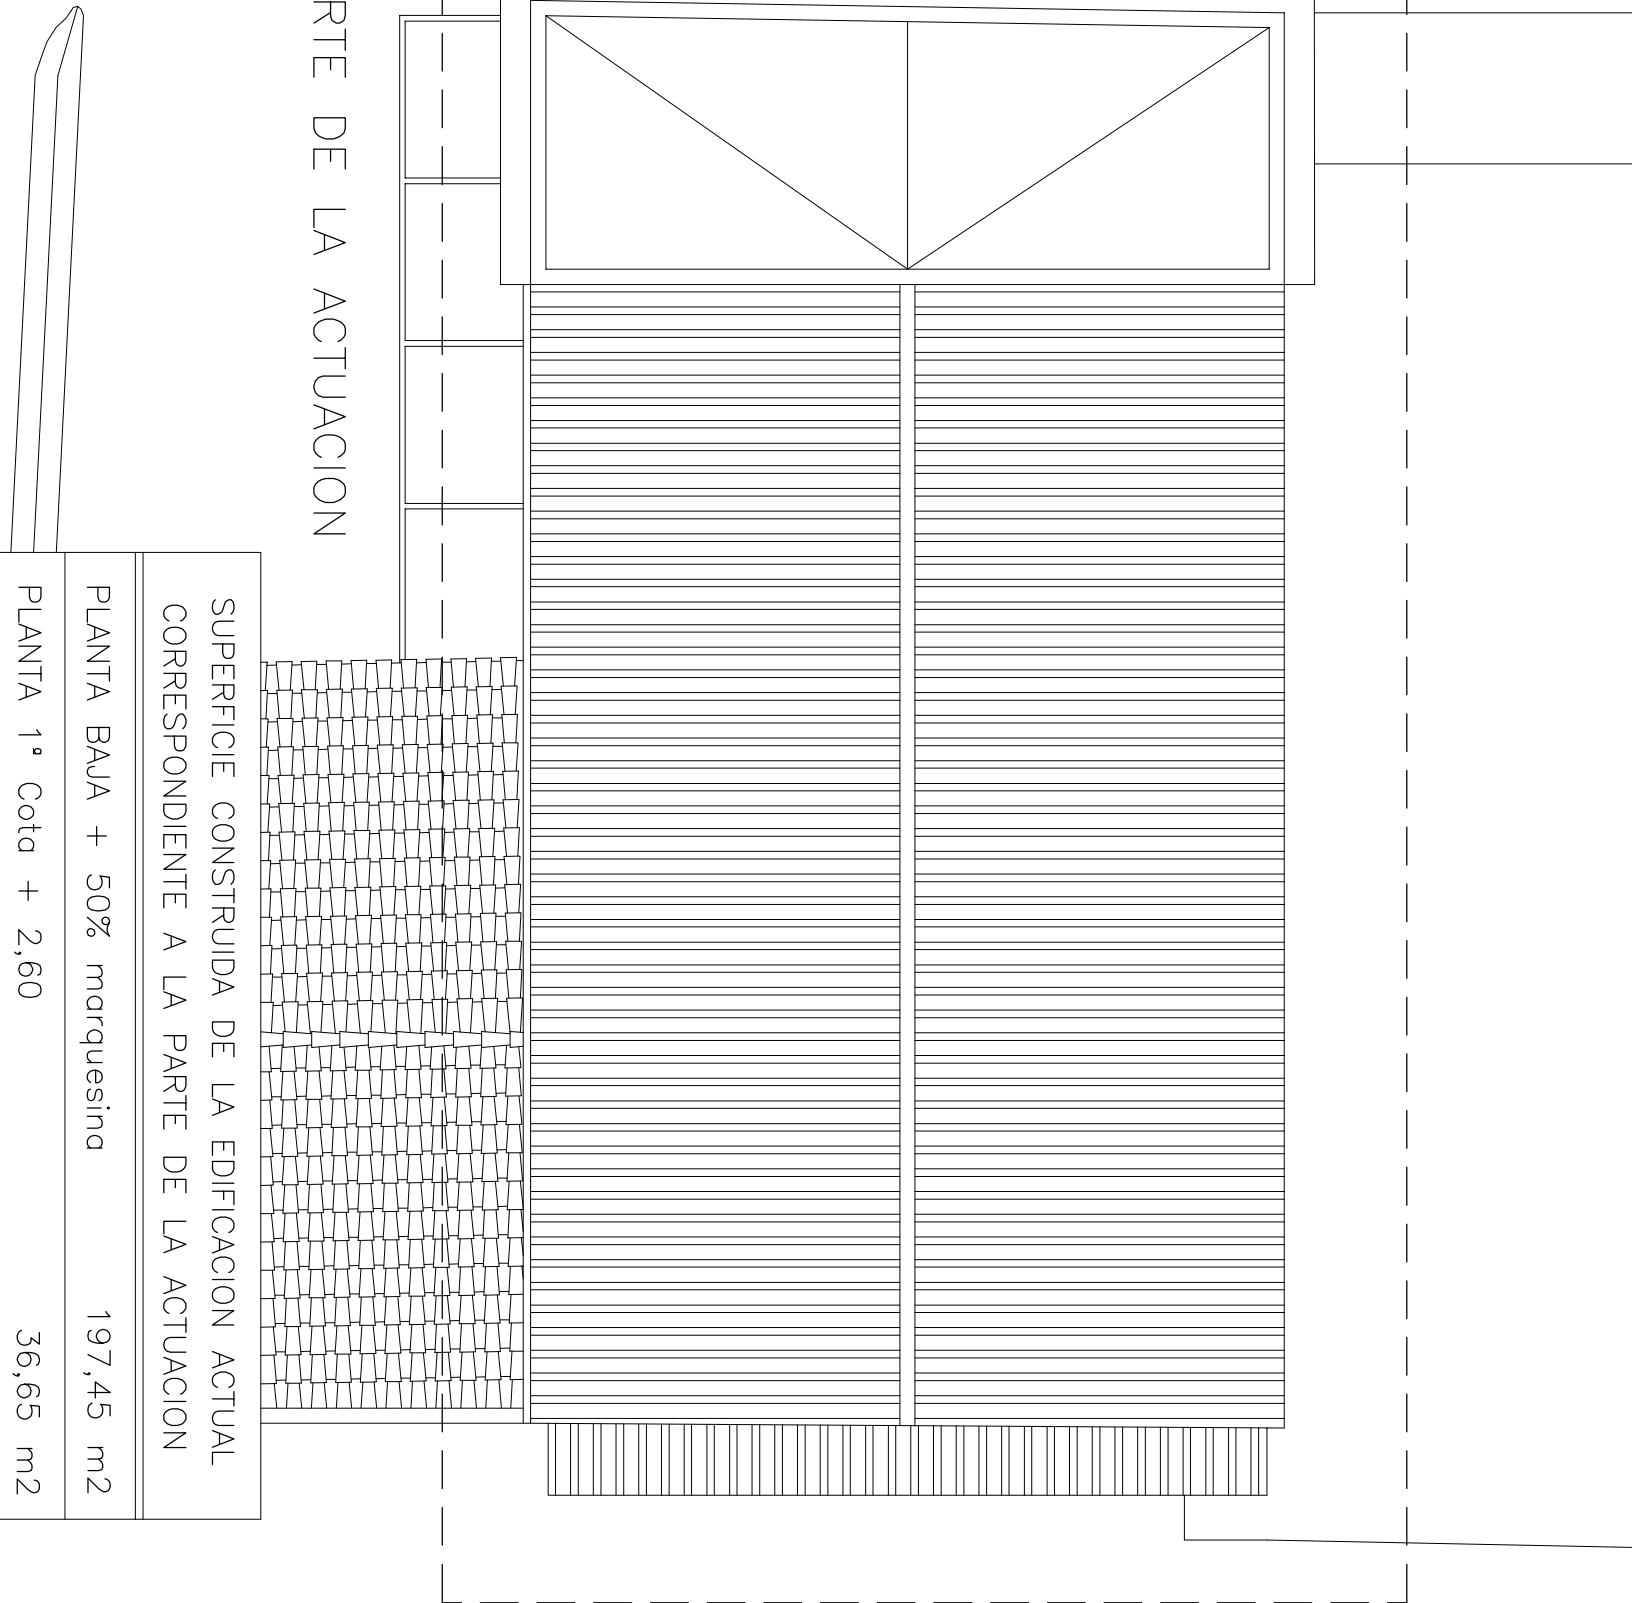 RTE DE LA ACTUACION
SUPERFICIE CONSTRUIDA DE LA EDIFICACION ACTUAL
CORRESPONDIENTE A LA PARTE DE LA ACTUACION
PLANTA BAJA + 50% marquesina 197,45 m2
PLANTA 1ª Cota + 2,60 36,65 m2